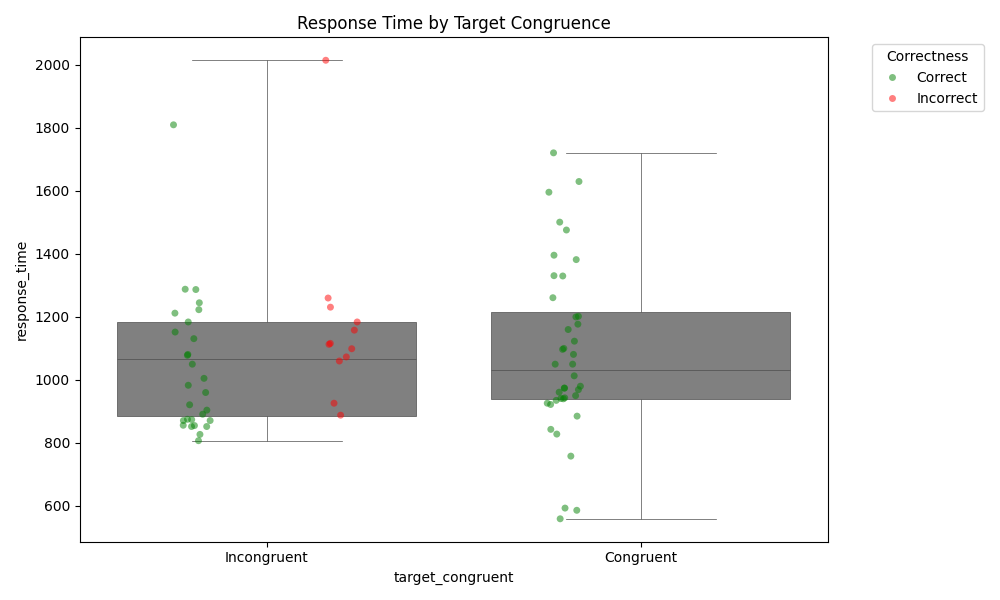 Response Time by Target Congruence
Correctness
Correct
Incorrect
response_time
2000
1800
1600
1400
1200
1000
800
600
Incongruent
Congruent
target_congruent